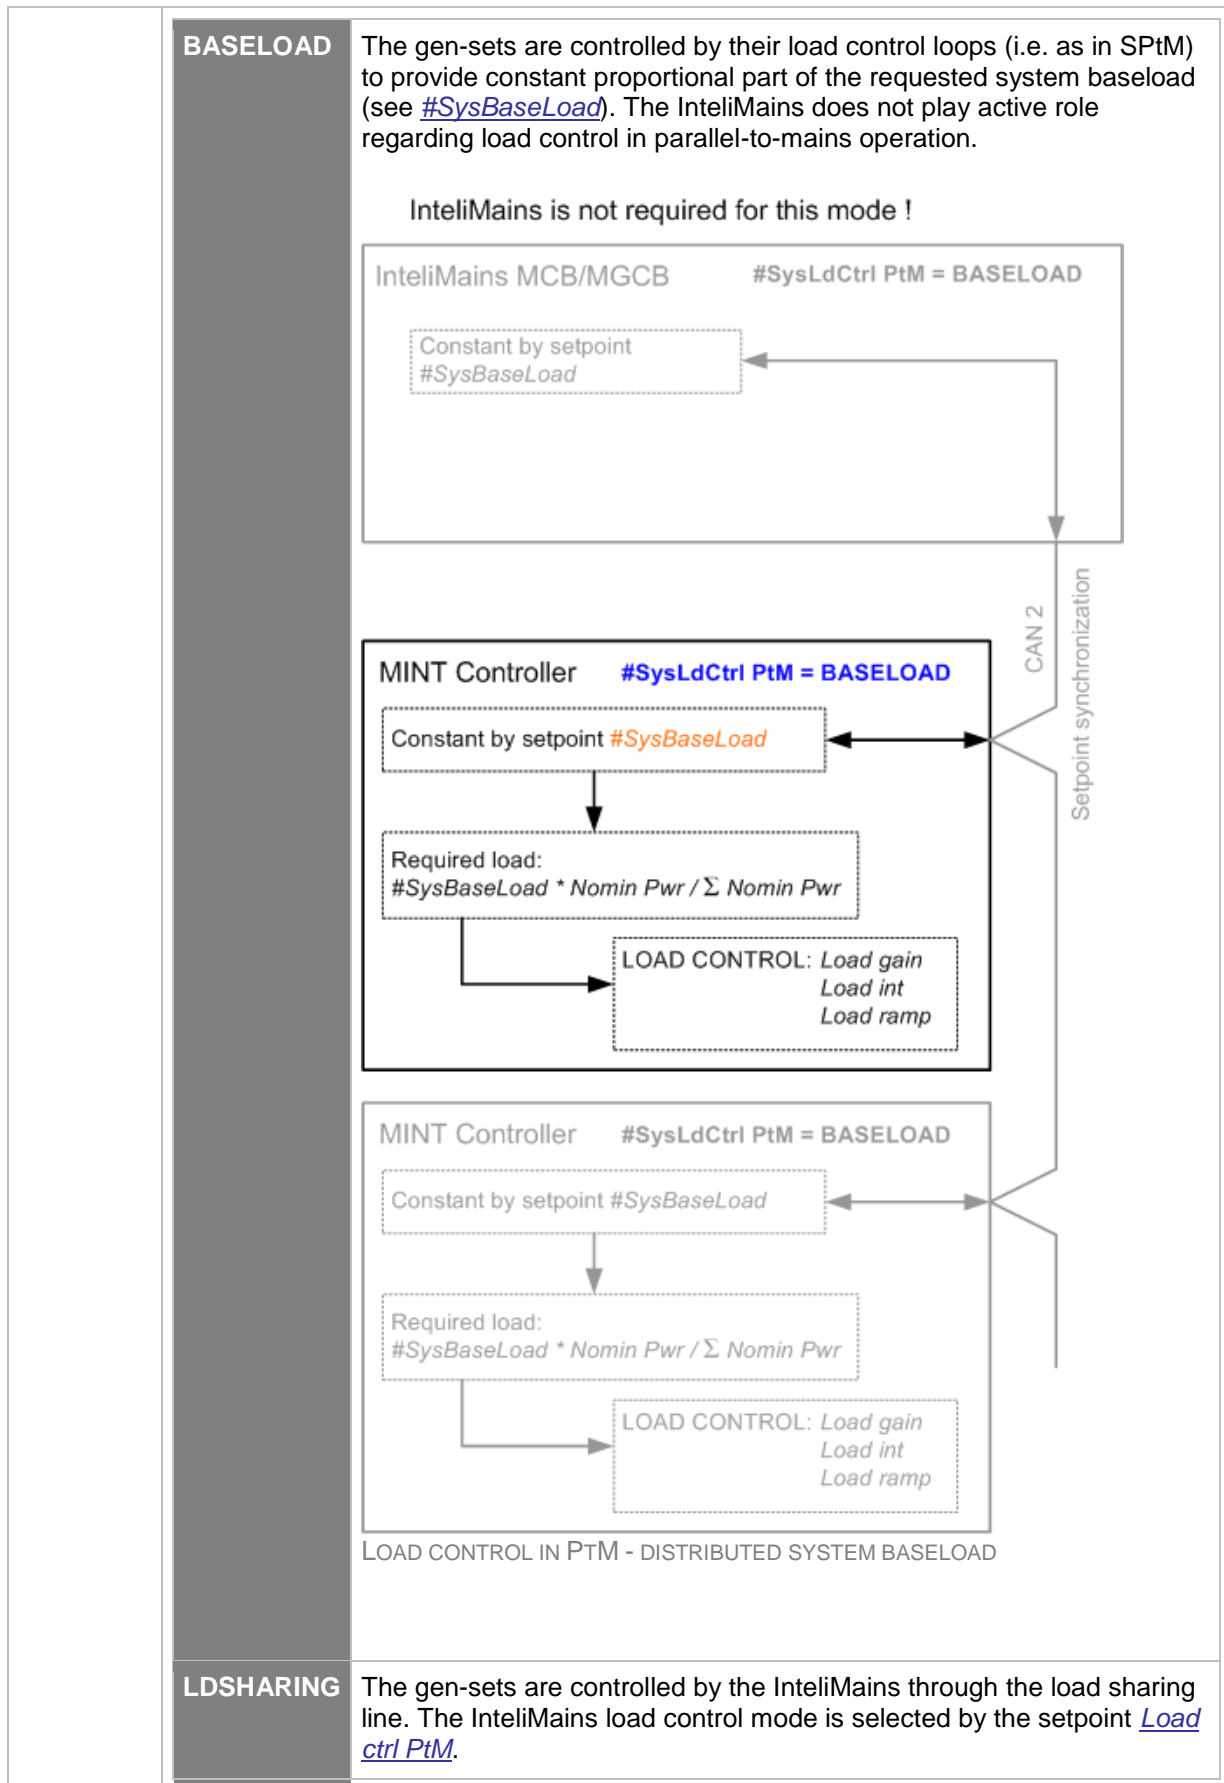 BASELOAD
The gen-sets are controlled by their load control loops (i.e. as in SPtM)
to provide constant proportional part of the requested system baseload
(see #SysBaseLoad). The InteliMains does not play active role
regarding load control in parallel-to-mains operation.
InteliMains is not required for this mode !
InteliMains MCB/MGCB #SysLdCtrl PtM = BASELOAD
Constant by setpoint
#SysBaseLoad
CAN 2
Setpoint synchronization
MINT Controller #SysLdCtrl PtM = BASELOAD
Constant by setpoint #SysBaseLoad
Required load:
#SysBaseLoad * Nomin Pwr / Σ Nomin Pwr
LOAD CONTROL: Load gain
Load int
Load ramp
MINT Controller #SysLdCtrl PtM = BASELOAD
Constant by setpoint #SysBaseLoad
Required load:
#SysBaseLoad * Nomin Pwr / Σ Nomin Pwr
LOAD CONTROL: Load gain
Load int
Load ramp
LOAD CONTROL IN PTM - DISTRIBUTED SYSTEM BASELOAD
LDSHARING
The gen-sets are controlled by the InteliMains through the load sharing
line. The InteliMains load control mode is selected by the setpoint Load
ctrl PtM.